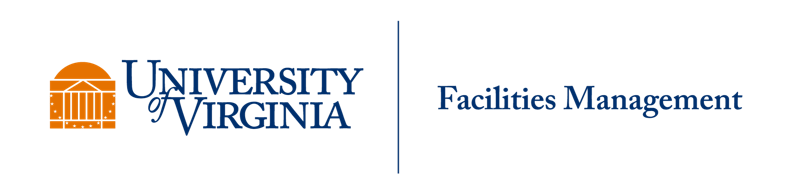 UNIVERSITY
of VIRGINIA
Facilities Management